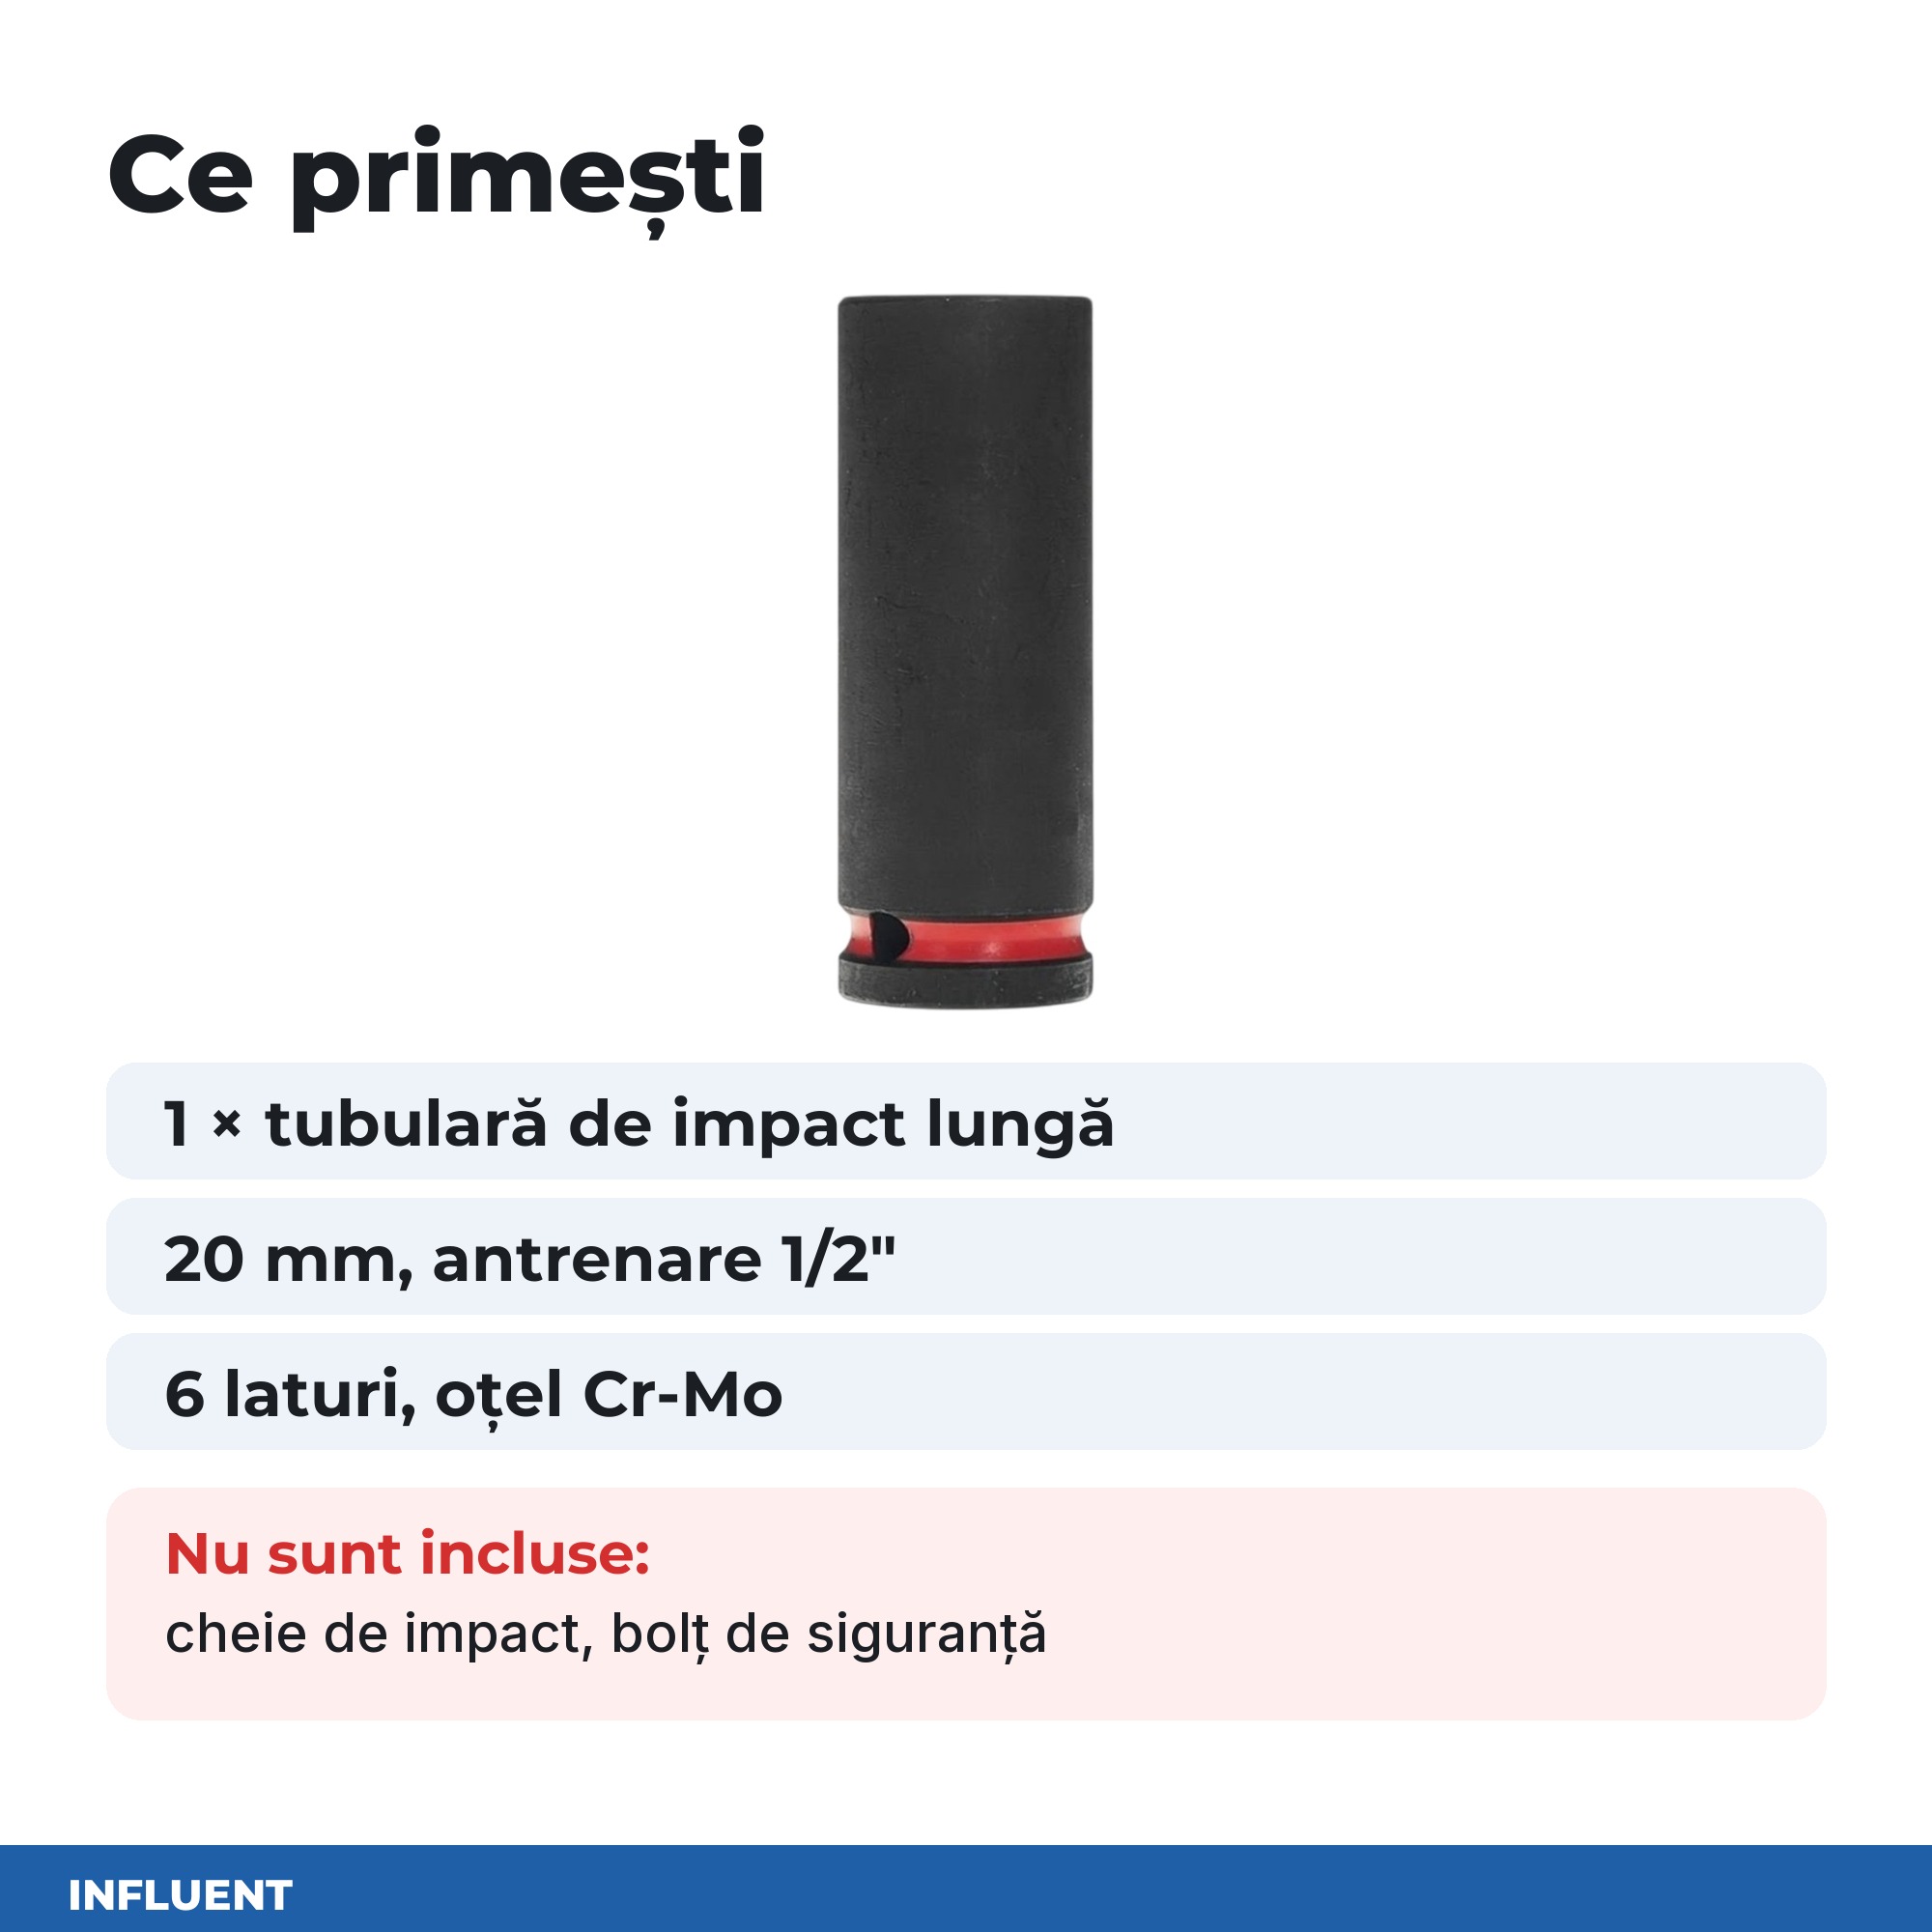 Ce primești
1 × tubulară de impact lungă
20 mm, antrenare 1/2"
6 laturi, oțel Cr-Mo
Nu sunt incluse:
cheie de impact, bolț de siguranță
INFLUENT